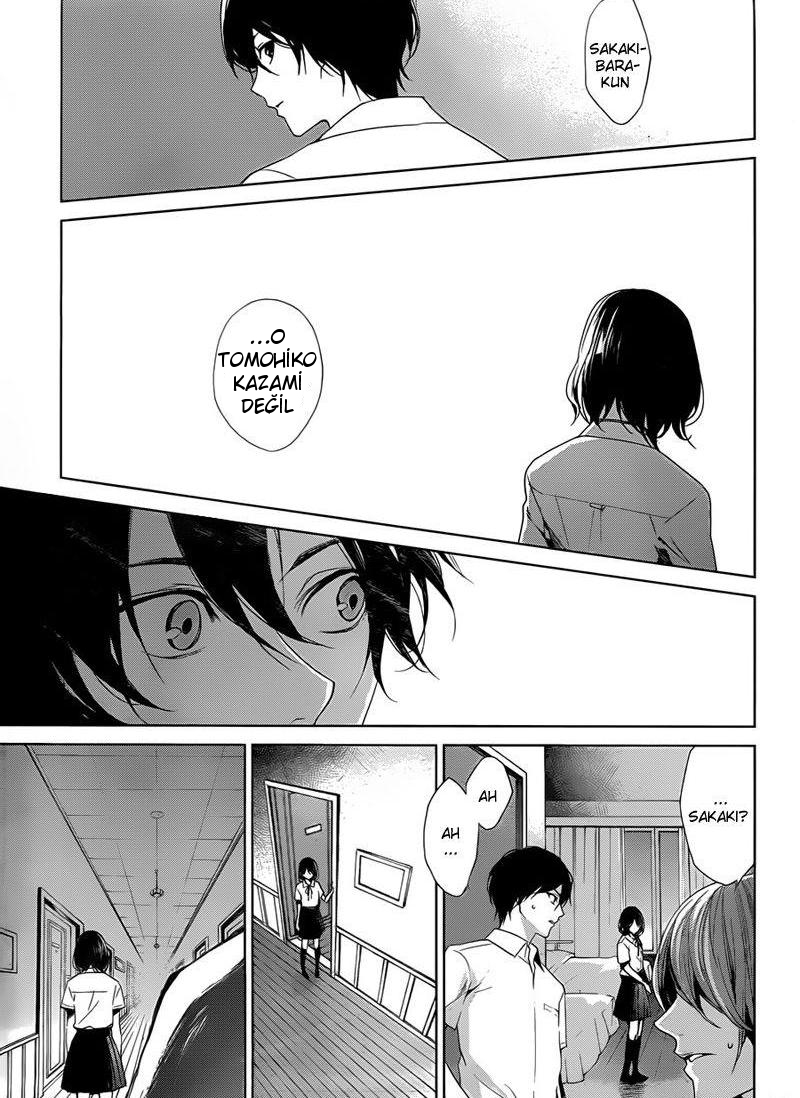 SAKAKI-
BARA-
KUN
...O
TOMOHİKO
KAZAMİ
DEĞİL
...
SAKAKI?
AH
AH
...